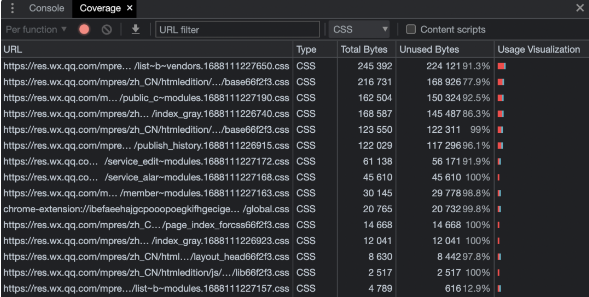 Console Coverage ×
Per function ▼ URL filter CSS ▼ Content scripts
URL Type Total Bytes Unused Bytes Usage Visualization
https://res.wx.qq.com/mpres…/list~b~vendors.1688111227650.css CSS 245 392 224 121 91.3%
https://res.wx.qq.com/mpres/zh_CN/htmledition/…/base66f2f3.css CSS 216 731 168 926 77.9%
https://res.wx.qq.com/m… /public_c~modules.1688111227190.css CSS 162 504 150 324 92.5%
https://res.wx.qq.com/mpres/zh… /index_gray.1688111226740.css CSS 168 587 145 487 86.3%
https://res.wx.qq.com/mpres/zh_CN/htmledition/…/base66f2f3.css CSS 123 550 122 311 99%
https://res.wx.qq.com/mpres… /publish_history.1688111226915.css CSS 122 029 117 296 96.1%
https://res.wx.qq.co… /service_edit~modules.1688111227172.css CSS 61 138 56 171 91.9%
https://res.wx.qq.co… /service_alar~modules.1688111227168.css CSS 45 610 45 610 100%
https://res.wx.qq.com/m… /member~modules.1688111227163.css CSS 30 145 29 778 98.8%
chrome-extension://ibefaeehajgcpooopoegkifhgecige… /global.css CSS 20 765 20 732 99.8%
https://res.wx.qq.com/mpres/zh_C… /page_index_forcss66f2f3.css CSS 14 668 14 668 100%
https://res.wx.qq.com/mpres/zh… /index_gray.1688111226923.css CSS 12 041 12 041 100%
https://res.wx.qq.com/mpres/zh_CN/html… /layout_head66f2f3.css CSS 8 630 8 442 97.8%
https://res.wx.qq.com/mpres/zh_CN/htmledition/js/… /lib66f2f3.css CSS 2 517 2 517 100%
https://res.wx.qq.com/mpres…/list~b~modules.1688111227157.css CSS 4 789 616 12.9%